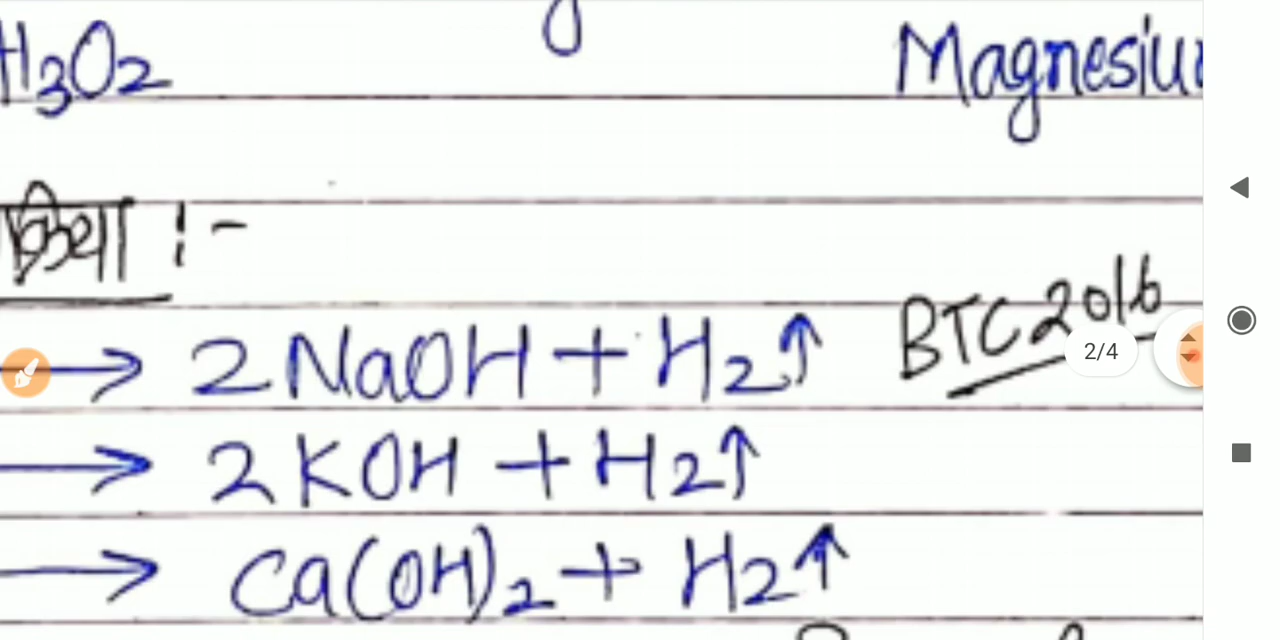 H3O2 Magnesiu
क्रिया :-
→ 2NaOH + H2↑ BTC 2016
2/4
→ 2KOH + H2↑
→ Ca(OH)2 + H2↑